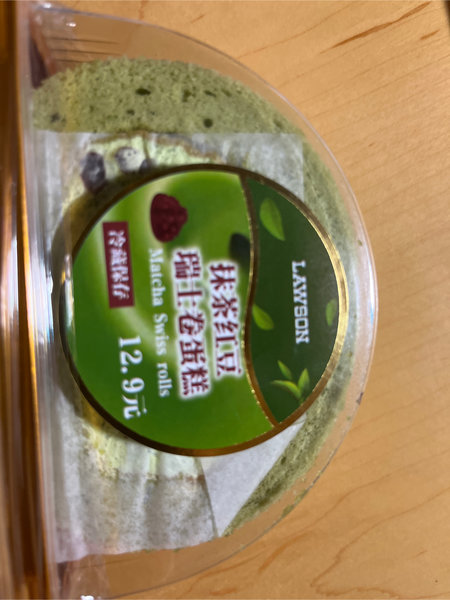 LAWSON
抹茶红豆
瑞士卷蛋糕
Matcha Swiss rolls
冷藏保存
12.9元